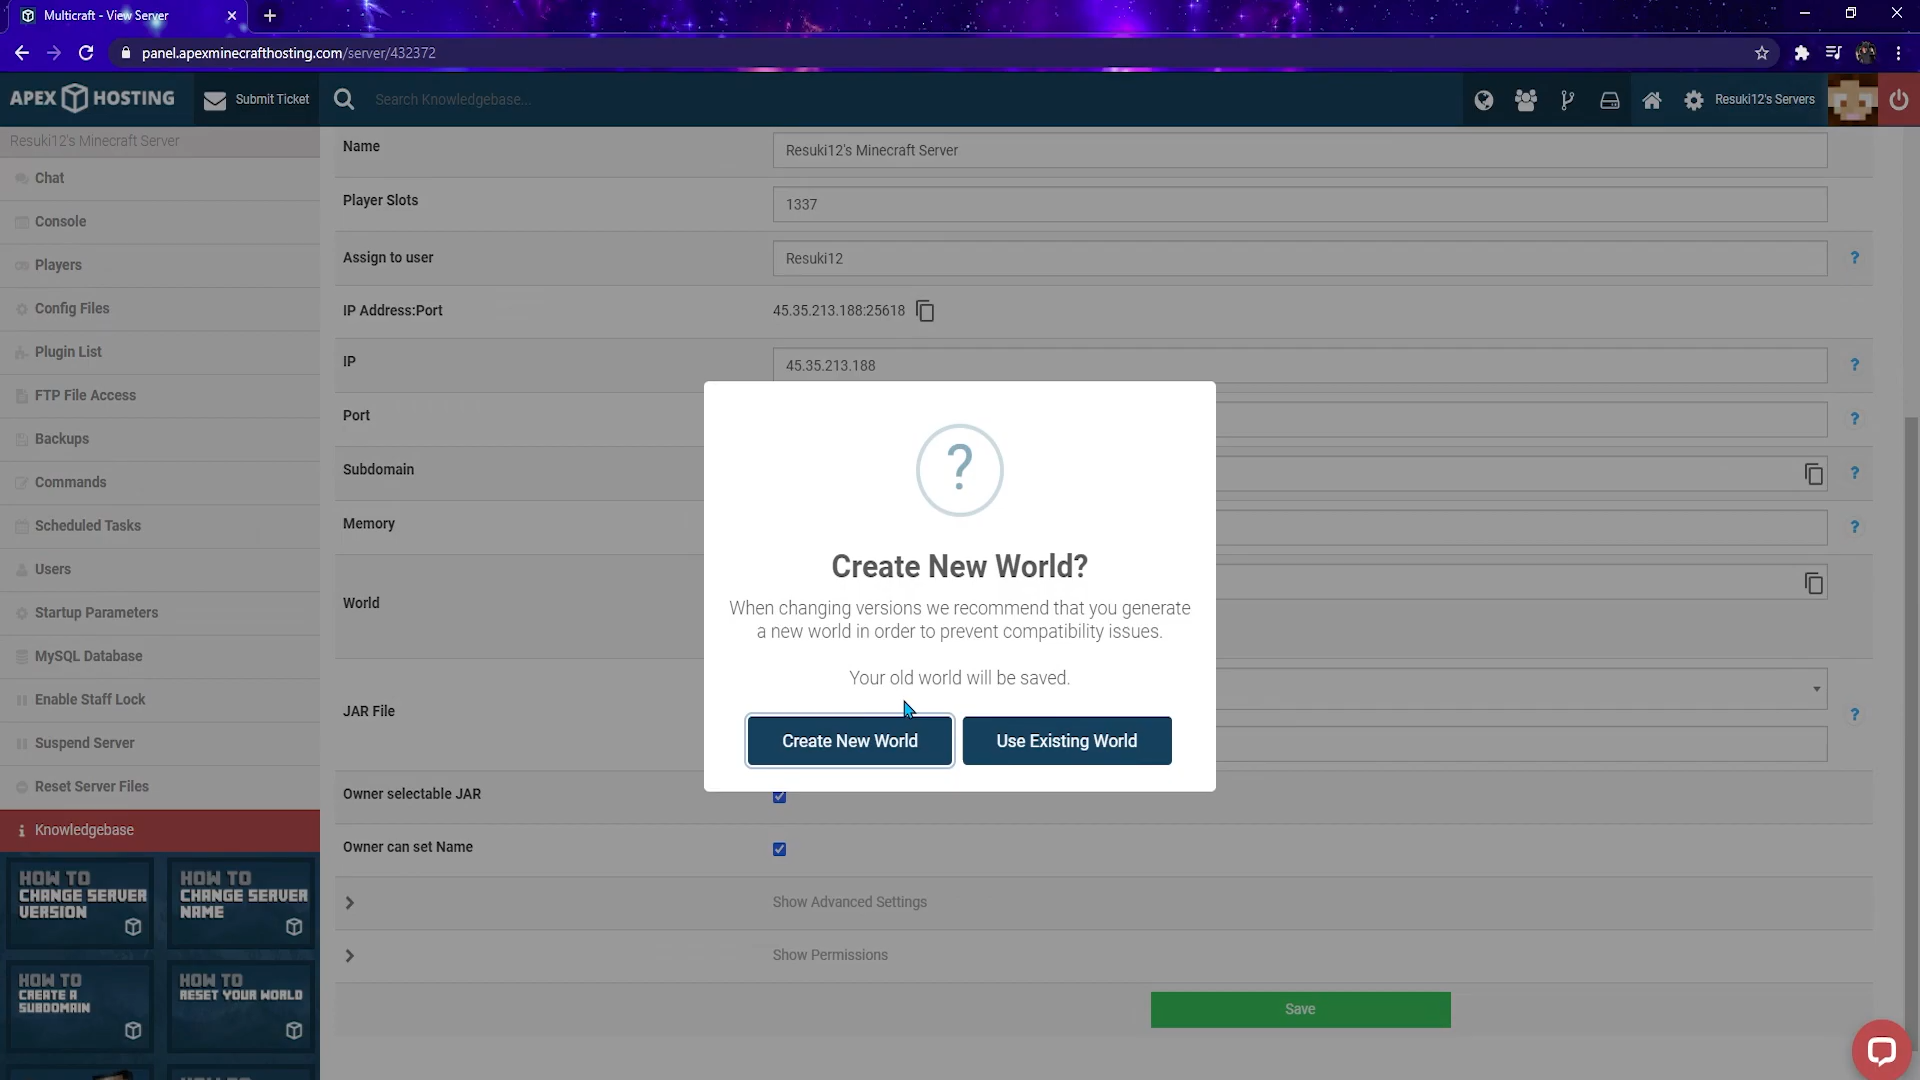 Multicraft - View Server
panel.apexminecrafthosting.com/server/432372
APEX HOSTING
Submit Ticket
Search Knowledgebase...
Resuki12's Servers
Resuki12's Minecraft Server
Chat
Console
Players
Config Files
Plugin List
FTP File Access
Backups
Commands
Scheduled Tasks
Users
Startup Parameters
MySQL Database
Enable Staff Lock
Suspend Server
Reset Server Files
Knowledgebase
HOW TO
CHANGE SERVER
VERSION
HOW TO
CHANGE SERVER
NAME
HOW TO
CREATE A
SUBDOMAIN
HOW TO
RESET YOUR WORLD
Name
Resuki12's Minecraft Server
Player Slots
1337
Assign to user
Resuki12
?
IP Address:Port
45.35.213.188:25618
IP
45.35.213.188
?
Port
?
Subdomain
?
Memory
?
World
JAR File
?
Owner selectable JAR
Owner can set Name
Show Advanced Settings
Show Permissions
Save
?
Create New World?
When changing versions we recommend that you generate
a new world in order to prevent compatibility issues.
Your old world will be saved.
Create New World
Use Existing World